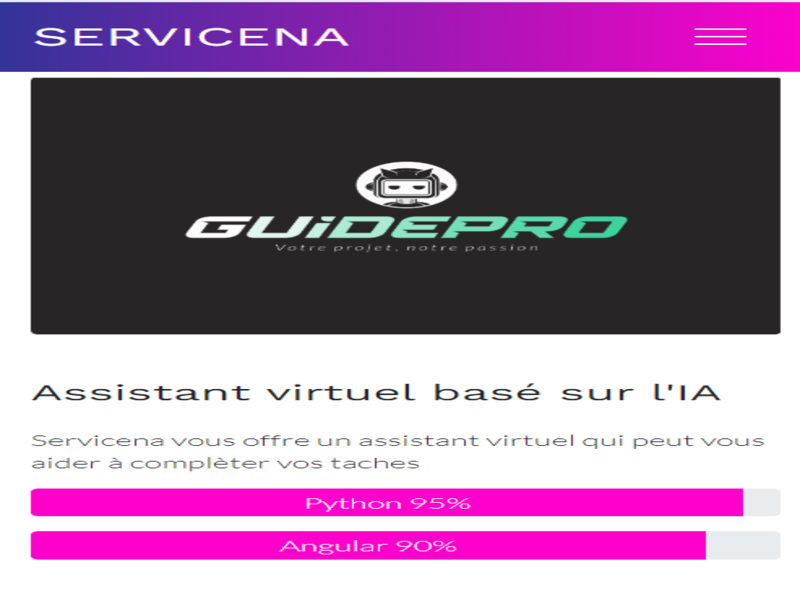 SERVICENA
GUiDEPRO
Votre projet, notre passion
Assistant virtuel basé sur l'IA
Servicena vous offre un assistant virtuel qui peut vous
aider à complèter vos taches
Python 95%
Angular 90%